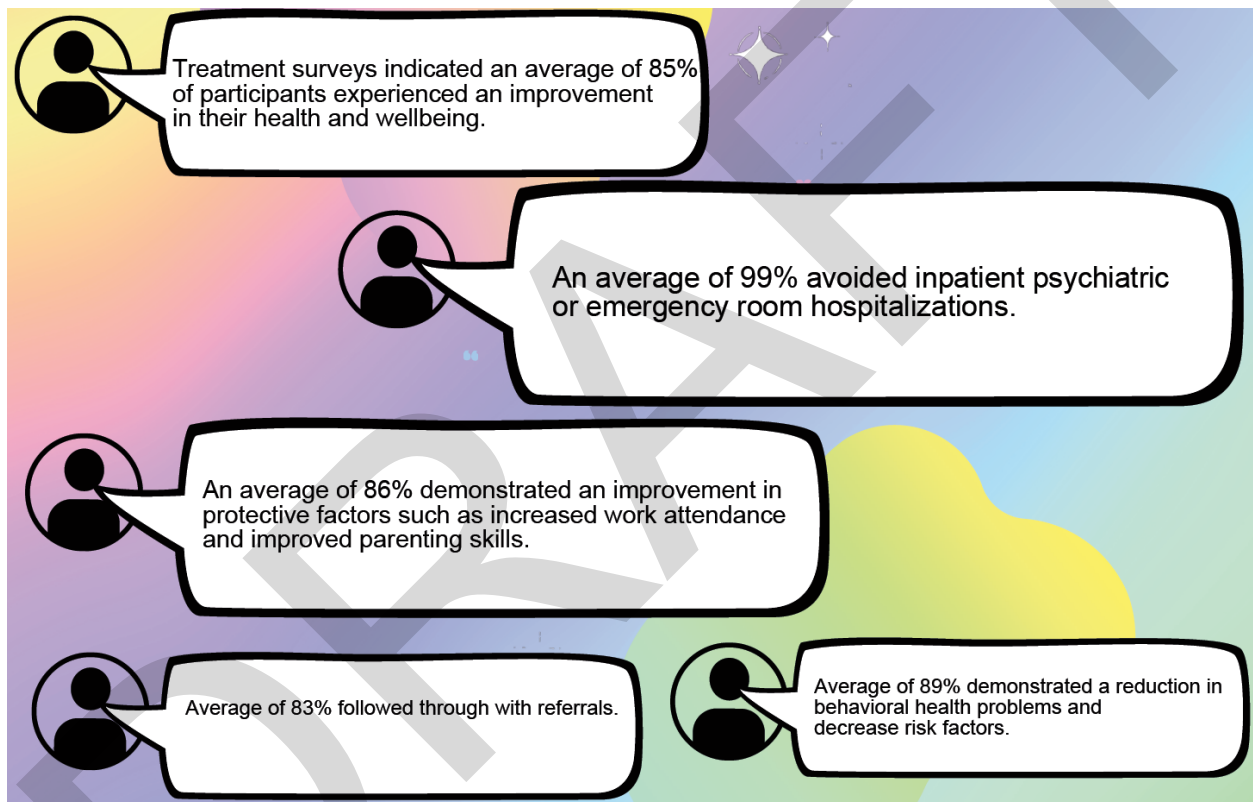 Treatment surveys indicated an average of 85%
of participants experienced an improvement
in their health and wellbeing.
An average of 99% avoided inpatient psychiatric
or emergency room hospitalizations.
An average of 86% demonstrated an improvement in
protective factors such as increased work attendance
and improved parenting skills.
Average of 83% followed through with referrals.
Average of 89% demonstrated a reduction in
behavioral health problems and
decrease risk factors.
DRAFT